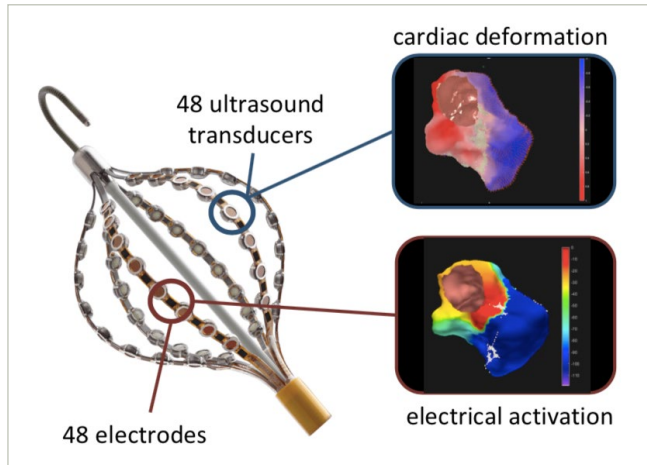 cardiac deformation
48 ultrasound
transducers
48 electrodes
electrical activation